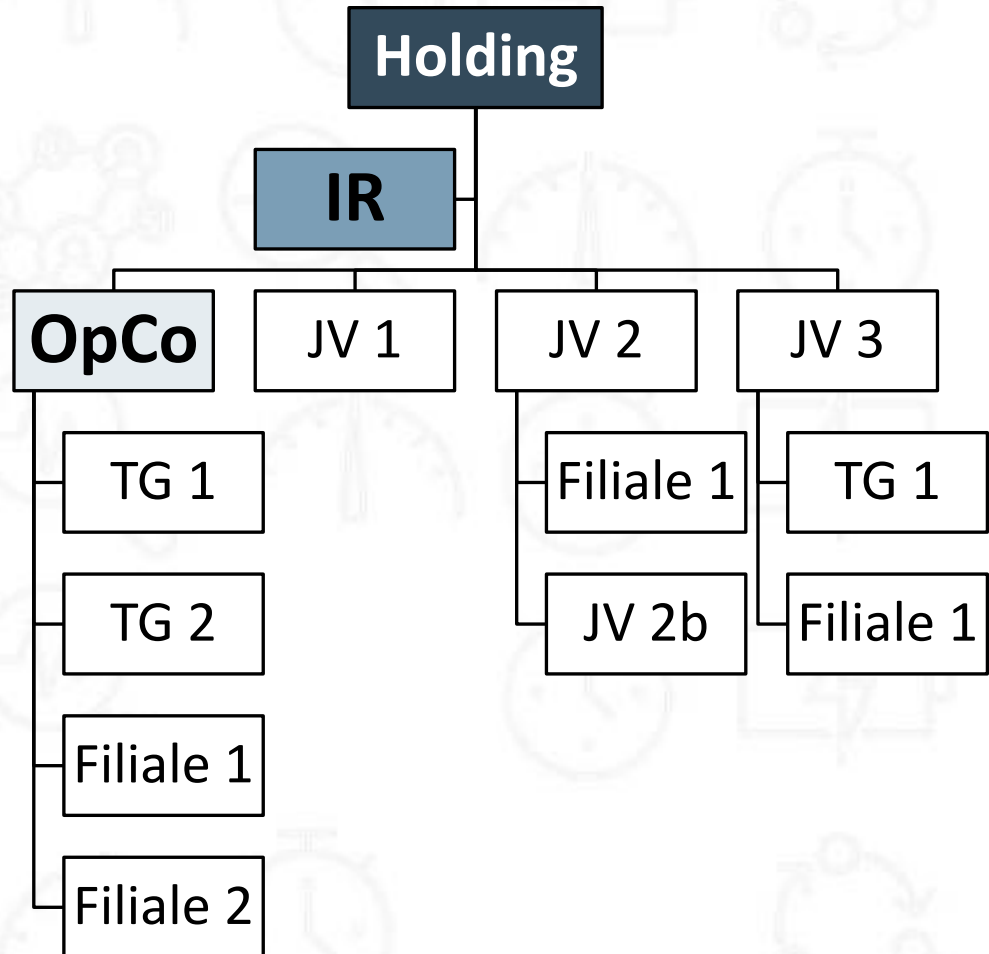 Holding
IR
OpCo
JV 1
JV 2
JV 3
TG 1
Filiale 1
TG 1
TG 2
JV 2b
Filiale 1
Filiale 1
Filiale 2